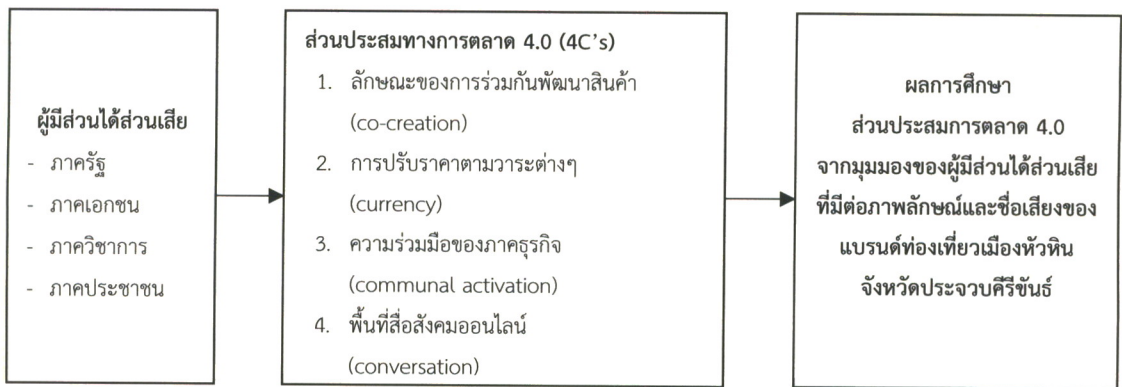 ผู้มีส่วนได้ส่วนเสีย
- ภาครัฐ
- ภาคเอกชน
- ภาควิชาการ
- ภาคประชาชน
ส่วนประสมทางการตลาด 4.0 (4C's)
1. ลักษณะของการร่วมกันพัฒนาสินค้า
(co-creation)
2. การปรับราคาตามวาระต่างๆ
(currency)
3. ความร่วมมือของภาคธุรกิจ
(communal activation)
4. พื้นที่สื่อสังคมออนไลน์
(conversation)
ผลการศึกษา
ส่วนประสมการตลาด 4.0
จากมุมมองของผู้มีส่วนได้ส่วนเสีย
ที่มีต่อภาพลักษณ์และชื่อเสียงของ
แบรนด์ท่องเที่ยวเมืองหัวหิน
จังหวัดประจวบคีรีขันธ์